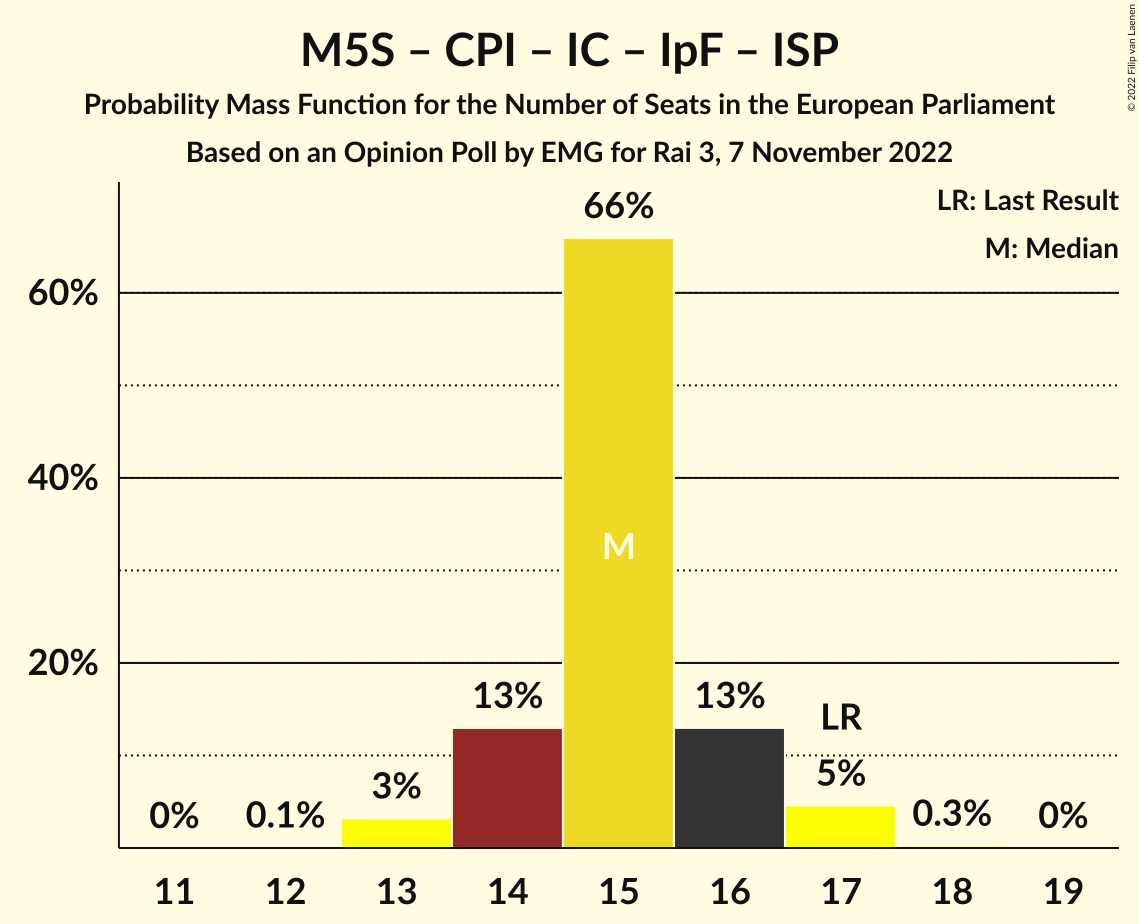 M5S – CPI – IC – IpF – ISP
Probability Mass Function for the Number of Seats in the European Parliament
Based on an Opinion Poll by EMG for Rai 3, 7 November 2022
© 2022 Filip van Laenen
LR: Last Result
M: Median
60%
40%
20%
0%
0.1%
3%
13%
66%
M
13%
LR
5%
0.3%
0%
11 12 13 14 15 16 17 18 19